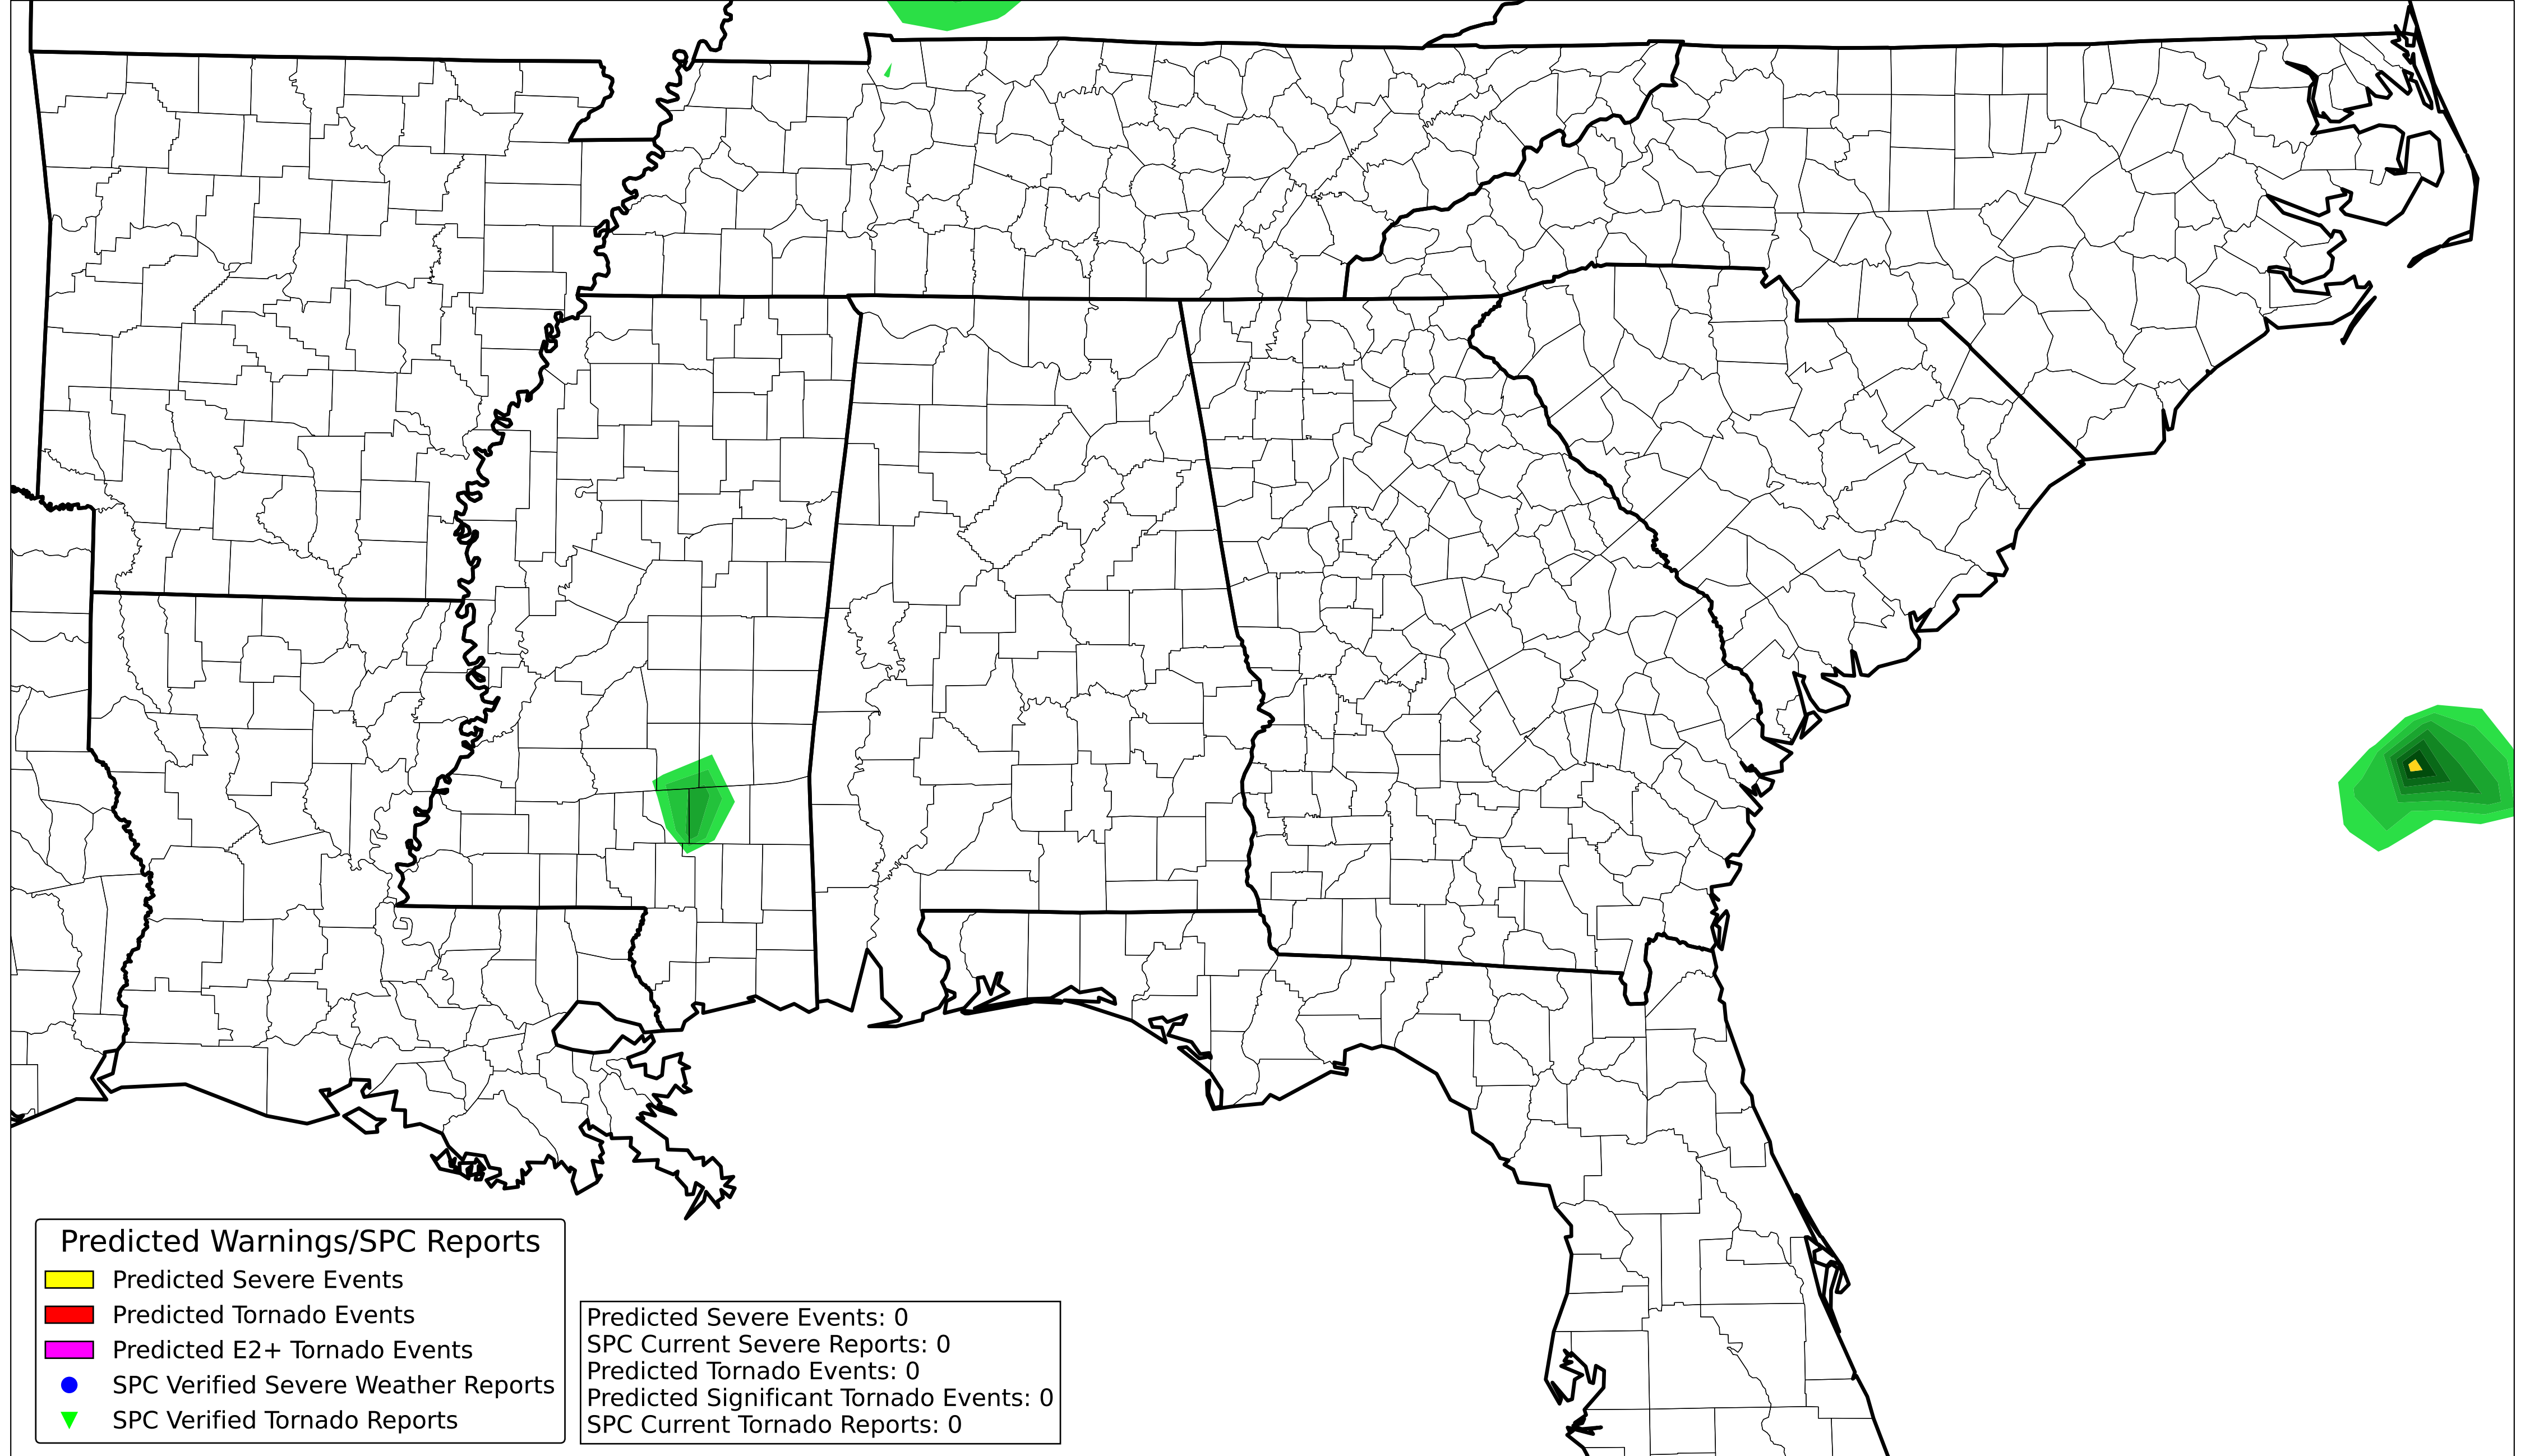 Predicted Warnings/SPC Reports
Predicted Severe Events
Predicted Tornado Events
Predicted E2+ Tornado Events
SPC Verified Severe Weather Reports
SPC Verified Tornado Reports
Predicted Severe Events: 0
SPC Current Severe Reports: 0
Predicted Tornado Events: 0
Predicted Significant Tornado Events: 0
SPC Current Tornado Reports: 0